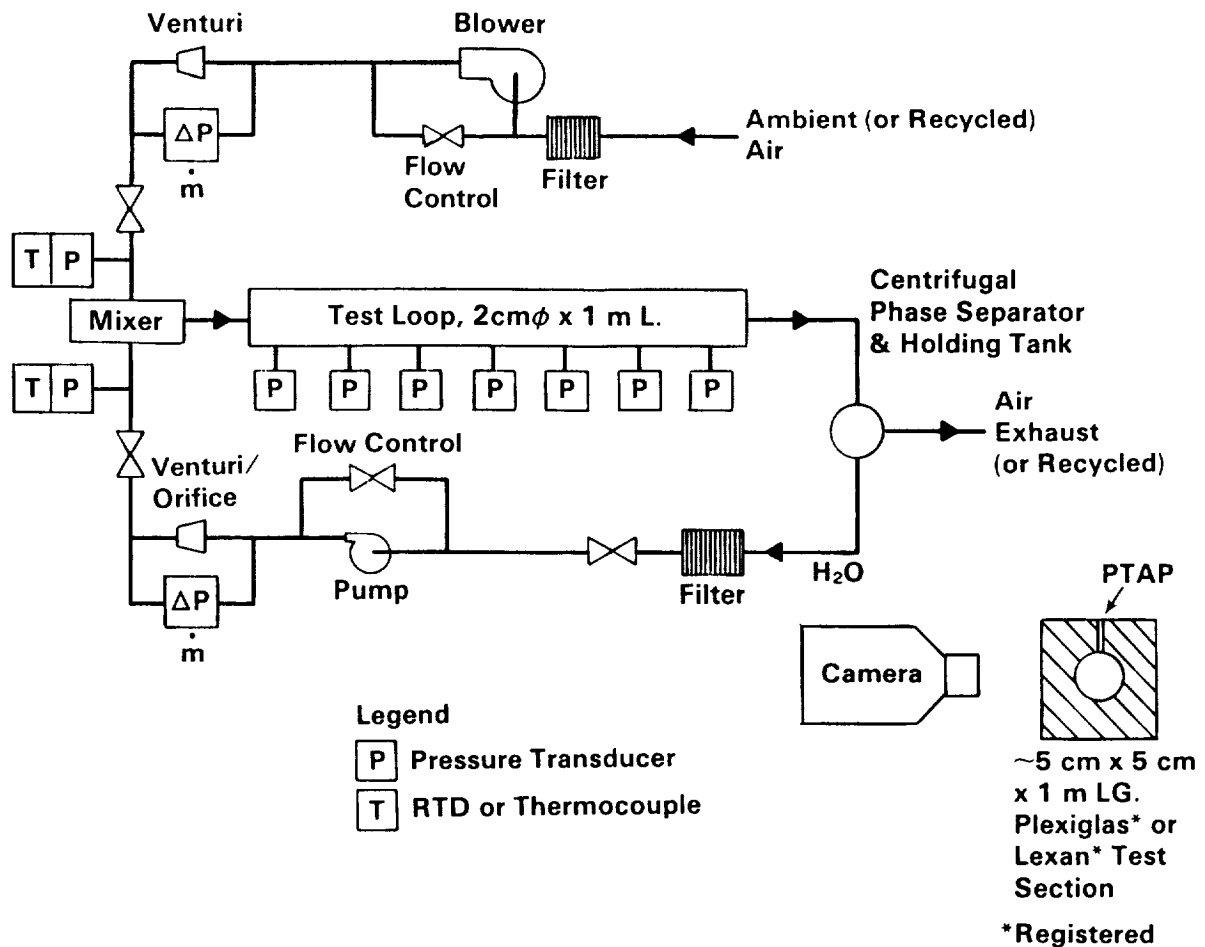 Venturi
Blower
ΔP
ṁ
Flow
Control
Filter
Ambient (or Recycled)
Air
T P
Mixer
Test Loop, 2cmϕ x 1 m L.
P P P P P P P
Centrifugal
Phase Separator
& Holding Tank
T P
Air
Exhaust
(or Recycled)
Flow Control
Venturi/
Orifice
Pump
Filter
H₂O
ΔP
ṁ
Camera
PTAP
~5 cm x 5 cm
x 1 m LG.
Plexiglas* or
Lexan* Test
Section
*Registered
Legend
P Pressure Transducer
T RTD or Thermocouple